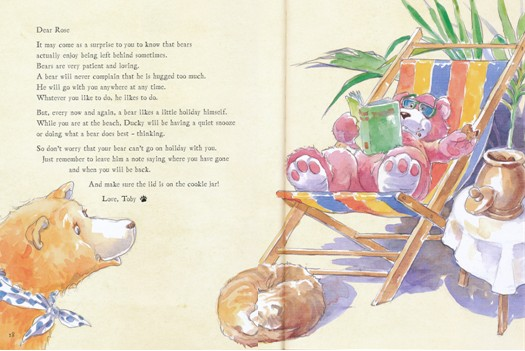 Dear Rose
It may come as a surprise to you to know that bears
actually enjoy being left behind sometimes.
Bears are very patient and loving.
A bear will never complain that he is hugged too much.
He will go with you anywhere at any time.
Whatever you like to do, he likes to do.
But, every now and again, a bear likes a little holiday himself.
While you are at the beach, Ducky will be having a quiet snooze
or doing what a bear does best – thinking.
So don't worry that your bear can't go on holiday with you.
Just remember to leave him a note saying where you have gone
and when you will be back.
And make sure the lid is on the cookie jar!
Love, Toby
18